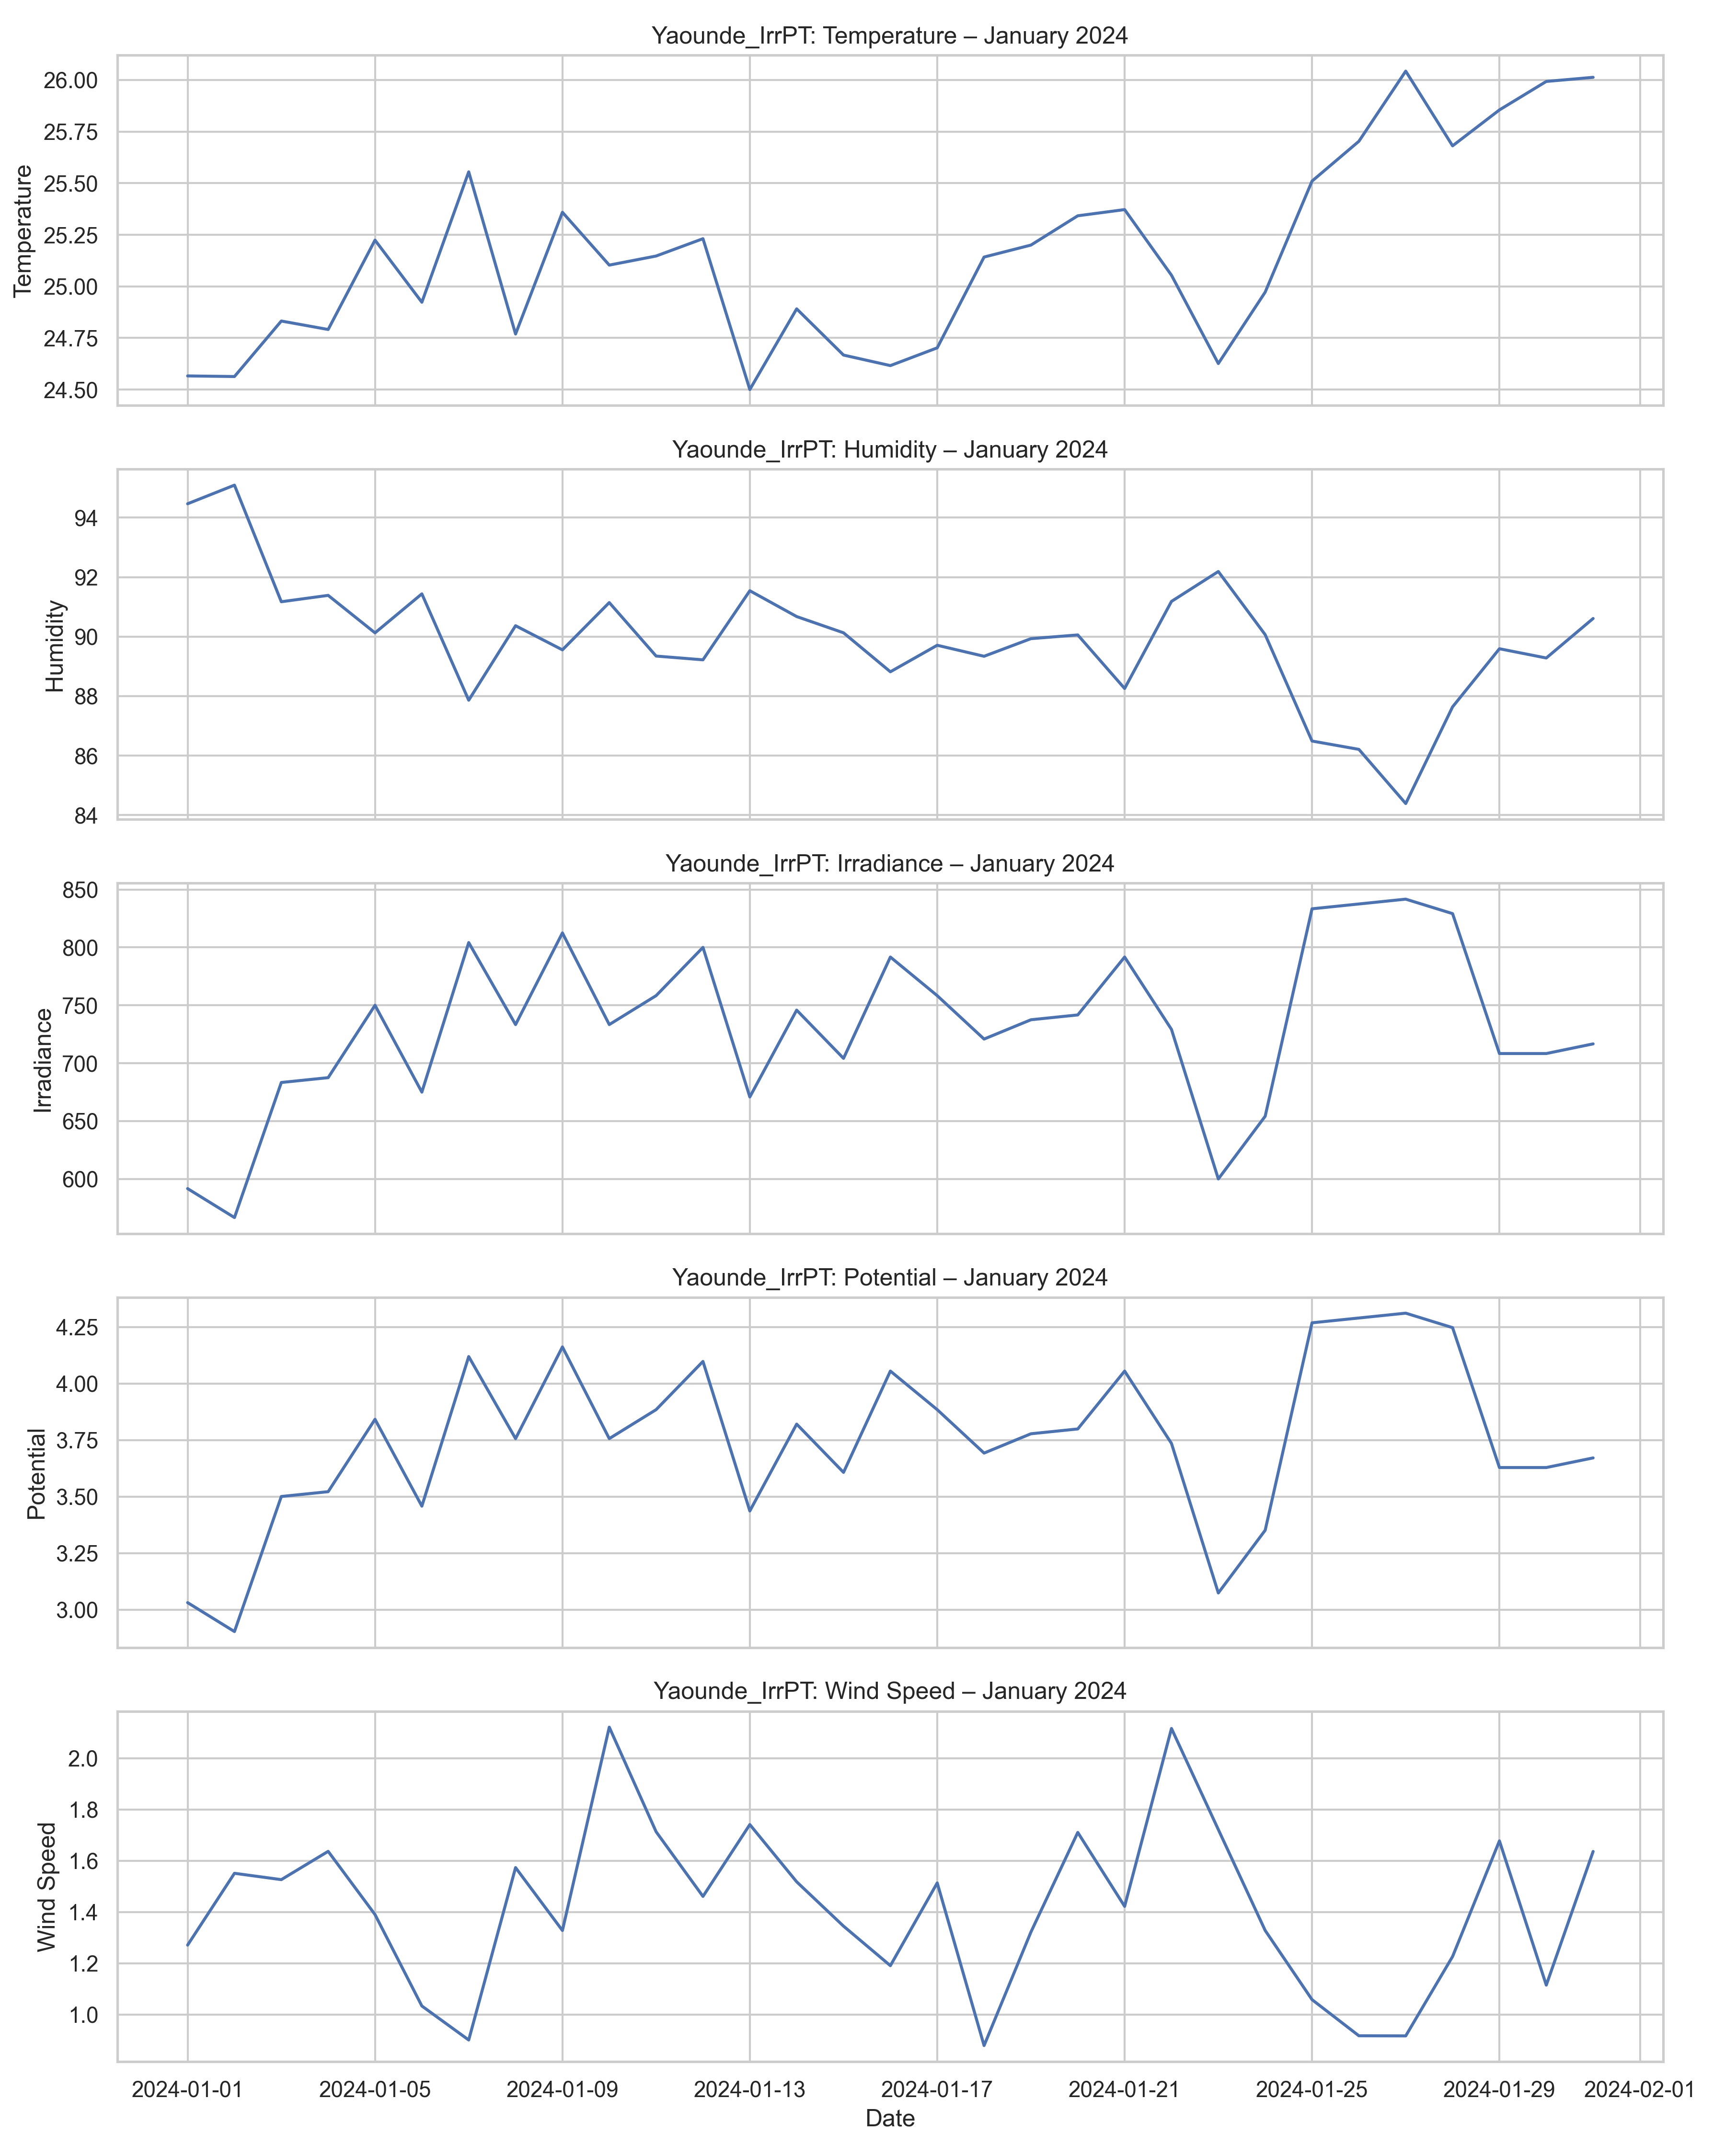 Yaounde_IrrPT: Temperature – January 2024
26.00
25.75
25.50
25.25
25.00
24.75
24.50
Temperature
Yaounde_IrrPT: Humidity – January 2024
94
92
90
88
86
84
Humidity
Yaounde_IrrPT: Irradiance – January 2024
850
800
750
700
650
600
Irradiance
Yaounde_IrrPT: Potential – January 2024
4.25
4.00
3.75
3.50
3.25
3.00
Potential
Yaounde_IrrPT: Wind Speed – January 2024
2.0
1.8
1.6
1.4
1.2
1.0
Wind Speed
2024-01-01 2024-01-05 2024-01-09 2024-01-13 2024-01-17 2024-01-21 2024-01-25 2024-01-29 2024-02-01
Date